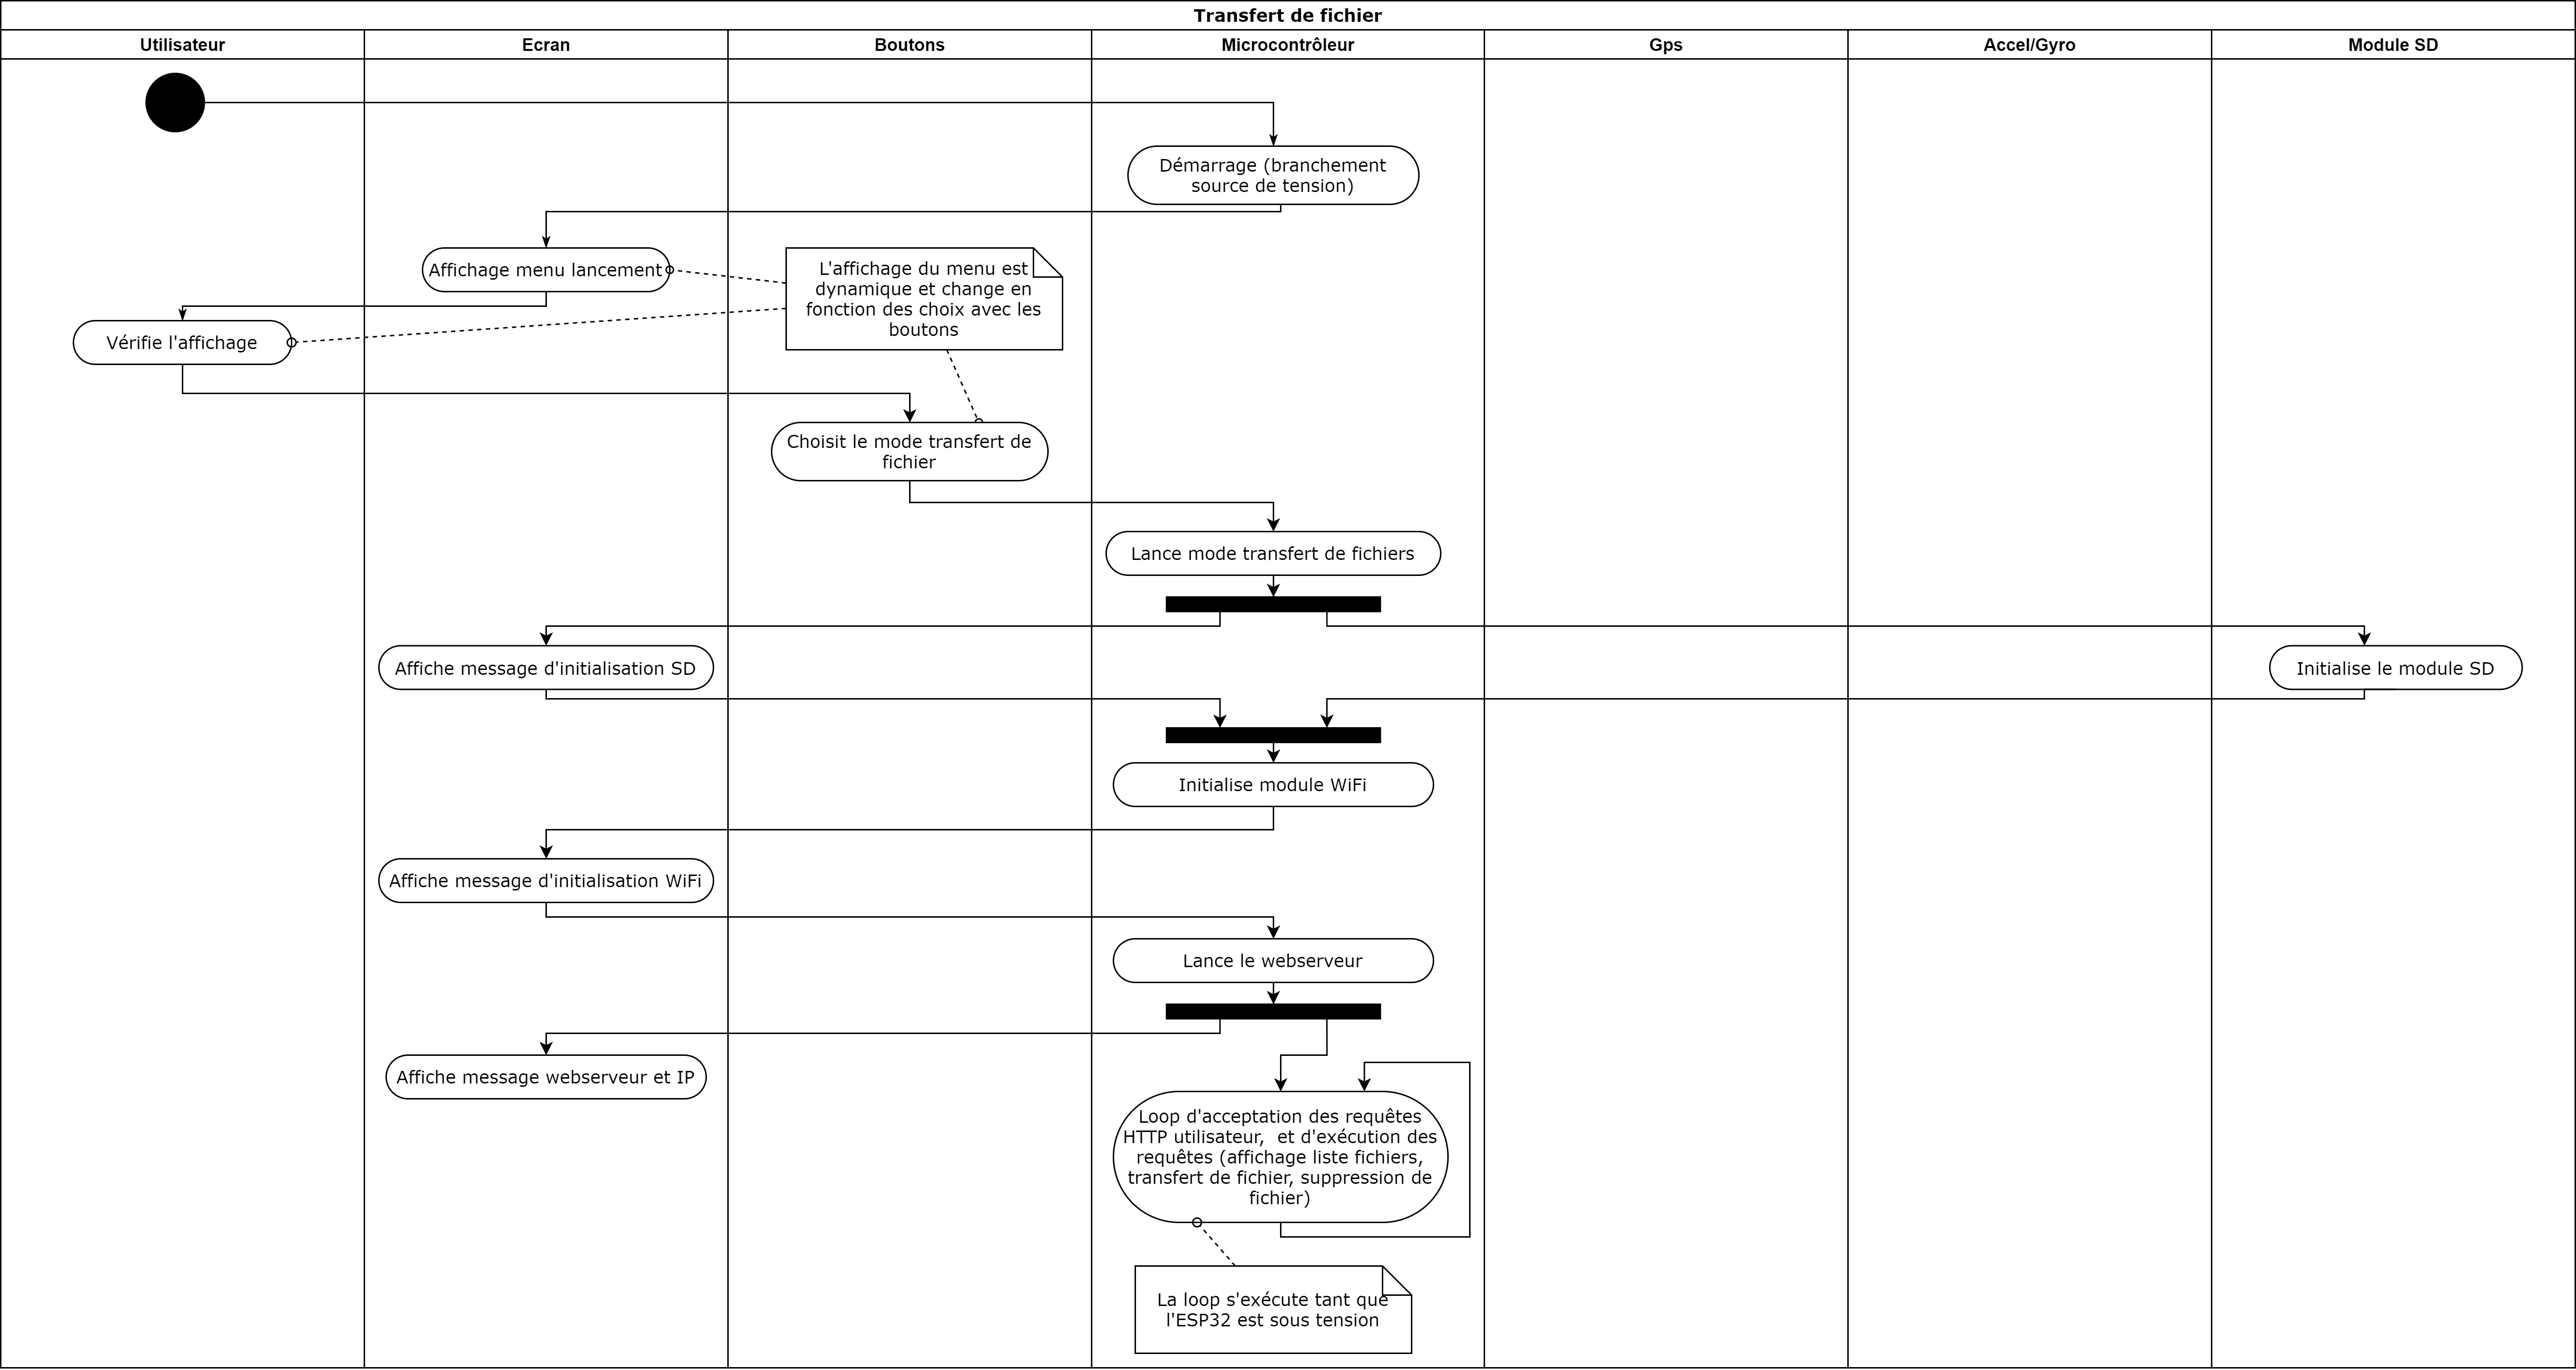 Transfert de fichier
Utilisateur
Ecran
Boutons
Microcontrôleur
Gps
Accel/Gyro
Module SD
Démarrage (branchement
source de tension)
Affichage menu lancement
L'affichage du menu est
dynamique et change en
fonction des choix avec les
boutons
Vérifie l'affichage
Choisit le mode transfert de
fichier
Lance mode transfert de fichiers
Affiche message d'initialisation SD
Initialise le module SD
Initialise module WiFi
Affiche message d'initialisation WiFi
Lance le webserveur
Affiche message webserveur et IP
Loop d'acceptation des requêtes
HTTP utilisateur,  et d'exécution des
requêtes (affichage liste fichiers,
transfert de fichier, suppression de
fichier)
La loop s'exécute tant que
l'ESP32 est sous tension